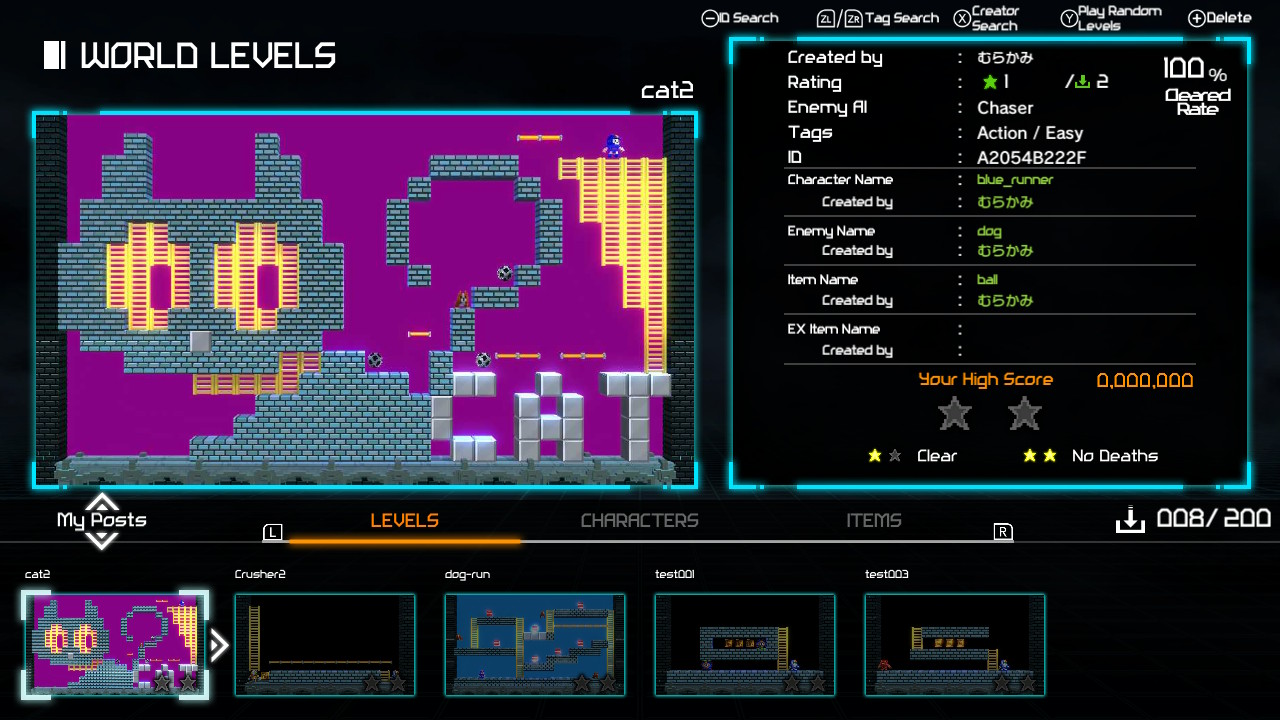 ID Search
ZL/ZR Tag Search
X Creator Search
Y Play Random Levels
Delete
WORLD LEVELS
cat2
Created by : むらかみ
Rating : ★ 1 / 2
100 %
Cleared Rate
Enemy AI : Chaser
Tags : Action / Easy
ID : A2054B222F
Character Name : blue_runner
Created by : むらかみ
Enemy Name : dog
Created by : むらかみ
Item Name : ball
Created by : むらかみ
EX Item Name :
Created by :
Your High Score 0,000,000
Clear
No Deaths
CAT
My Posts
L
LEVELS
CHARACTERS
ITEMS
R
008/200
cat2
Crusher2
dog-run
test001
test003